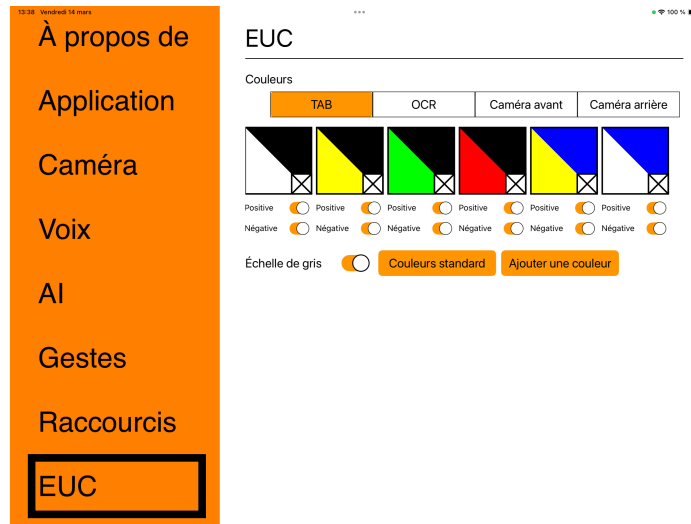 13:38 Vendredi 14 mars
100 %
À propos de
Application
Caméra
Voix
AI
Gestes
Raccourcis
EUC
EUC
Couleurs
TAB OCR Caméra avant Caméra arrière
Positive Positive Positive Positive Positive Positive
Négative Négative Négative Négative Négative Négative
Échelle de gris Couleurs standard Ajouter une couleur